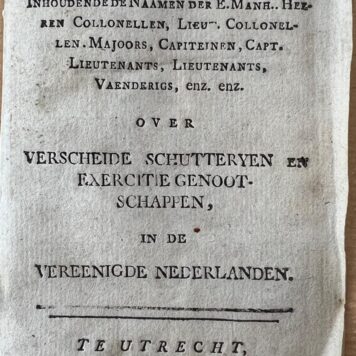 INHOUDENDE DE NAAMEN DER E. MANH.. HEE-
REN COLLONELLEN, LIEUT. COLLONEL-
LEN. MAJOORS, CAPITEINEN, CAPT.
LIEUTENANTS, LIEUTENANTS,
VAENDERIGS, ENZ. ENZ.
OVER
VERSCHEIDE SCHUTTERYEN EN
EXERCITIE GENOOT-
SCHAPPEN,
IN DE
VEREENIGDE NEDERLANDEN.
TE UTRECHT,